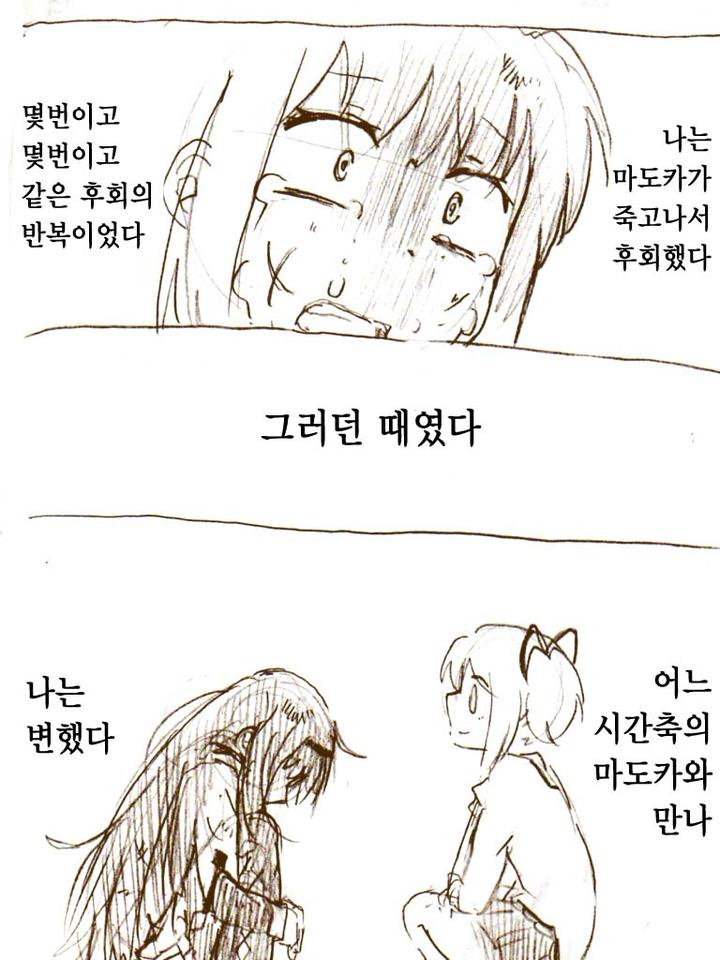 나는
마도카가
죽고나서
후회했다
몇번이고
몇번이고
같은 후회의
반복이었다
그러던 때였다
어느
시간축의
마도카와
만나
나는
변했다